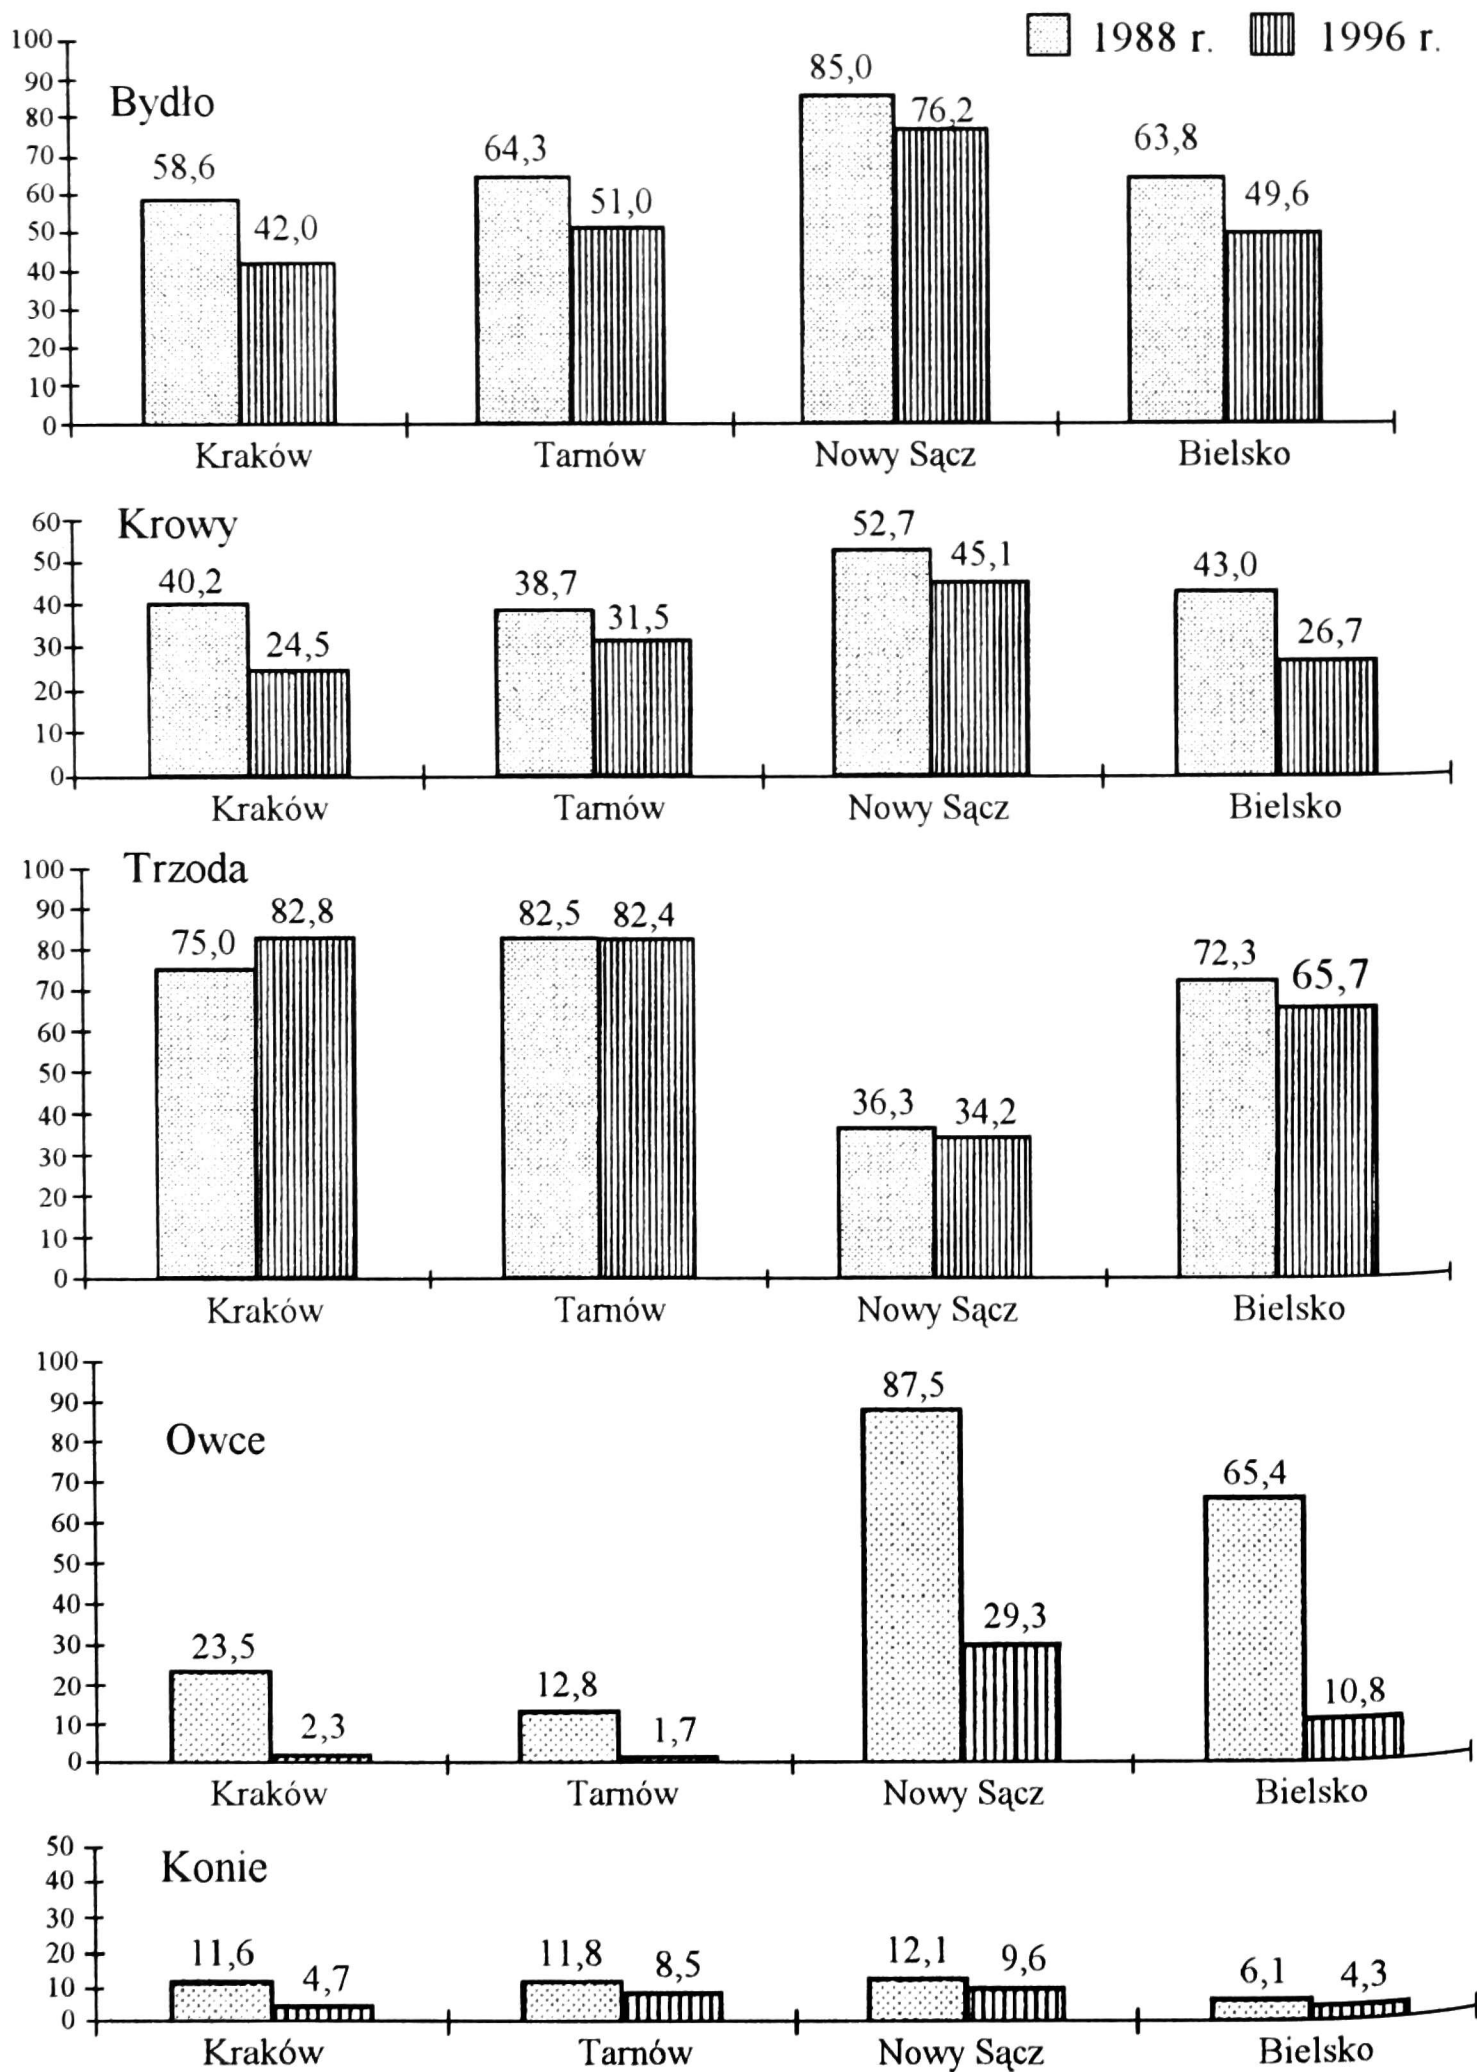 1988 r. 1996 r.
Bydło
100
90
80
70
60
50
40
30
20
10
0
58,6 42,0 64,3 51,0 85,0 76,2 63,8 49,6
Kraków Tarnów Nowy Sącz Bielsko
Krowy
60
50
40
30
20
10
0
40,2 24,5 38,7 31,5 52,7 45,1 43,0 26,7
Kraków Tarnów Nowy Sącz Bielsko
Trzoda
100
90
80
70
60
50
40
30
20
10
0
75,0 82,8 82,5 82,4 36,3 34,2 72,3 65,7
Kraków Tarnów Nowy Sącz Bielsko
Owce
100
90
80
70
60
50
40
30
20
10
0
23,5 2,3 12,8 1,7 87,5 29,3 65,4 10,8
Kraków Tarnów Nowy Sącz Bielsko
Konie
50
40
30
20
10
0
11,6 4,7 11,8 8,5 12,1 9,6 6,1 4,3
Kraków Tarnów Nowy Sącz Bielsko